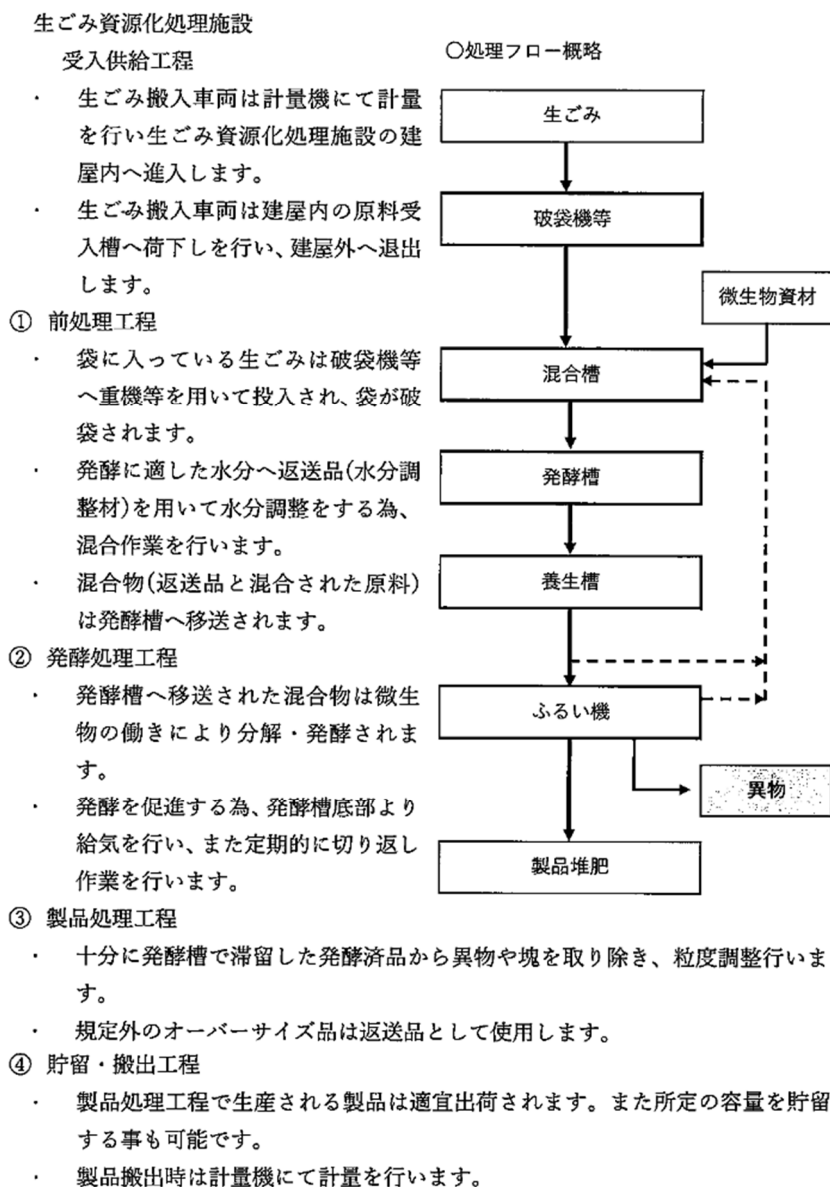 生ごみ資源化処理施設
受入供給工程
・ 生ごみ搬入車両は計量機にて計量
を行い生ごみ資源化処理施設の建
屋内へ進入します。
・ 生ごみ搬入車両は建屋内の原料受
入槽へ荷下しを行い、建屋外へ退出
します。
① 前処理工程
・ 袋に入っている生ごみは破袋機等
へ重機等を用いて投入され、袋が破
袋されます。
・ 発酵に適した水分へ返送品(水分調
整材)を用いて水分調整をする為、
混合作業を行います。
・ 混合物(返送品と混合された原料)
は発酵槽へ移送されます。
② 発酵処理工程
・ 発酵槽へ移送された混合物は微生
物の働きにより分解・発酵されま
す。
・ 発酵を促進する為、発酵槽底部より
給気を行い、また定期的に切り返し
作業を行います。
〇処理フロー概略
生ごみ
破袋機等
微生物資材
混合槽
発酵槽
養生槽
ふるい機
異物
製品堆肥
③ 製品処理工程
・ 十分に発酵槽で滞留した発酵済品から異物や塊を取り除き、粒度調整行いま
す。
・ 規定外のオーバーサイズ品は返送品として使用します。
④ 貯留・搬出工程
・ 製品処理工程で生産される製品は適宜出荷されます。また所定の容量を貯留
する事も可能です。
・ 製品搬出時は計量機にて計量を行います。